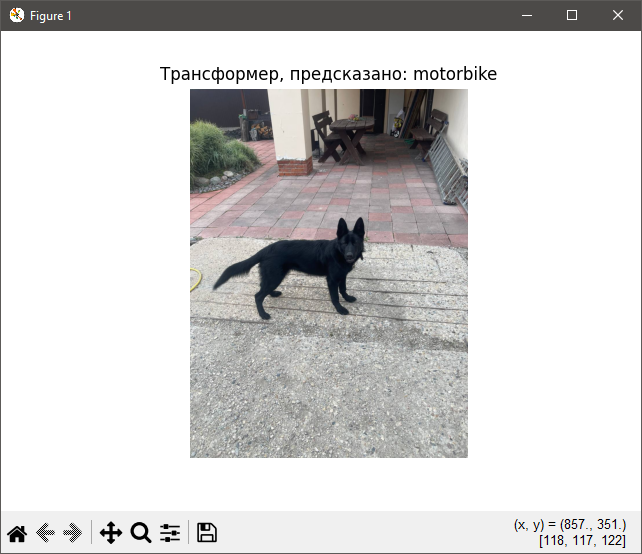 Figure 1
Трансформер, предсказано: motorbike
(x, y) = (857., 351.)
[118, 117, 122]